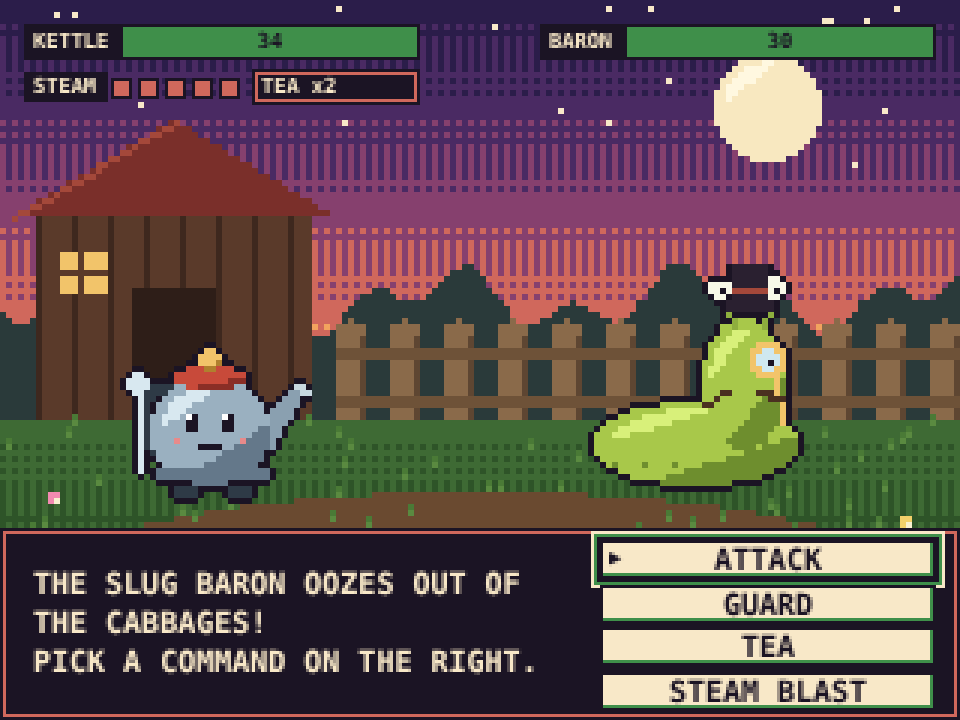 KETTLE 34
BARON 30
STEAM TEA x2
THE SLUG BARON OOZES OUT OF
THE CABBAGES!
PICK A COMMAND ON THE RIGHT.
ATTACK
GUARD
TEA
STEAM BLAST